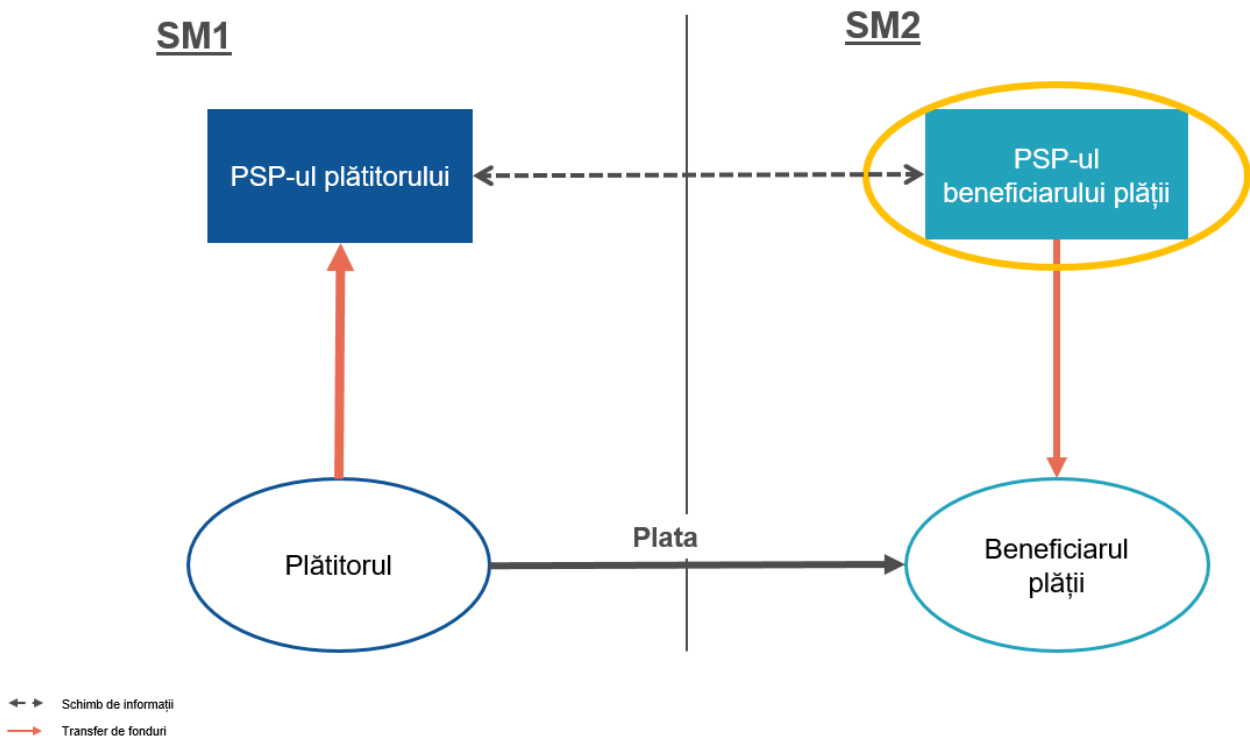 SM1
SM2
PSP-ul plătitorului
PSP-ul
beneficiarului plății
Plata
Plătitorul
Beneficiarul
plății
Schimb de informații
Transfer de fonduri